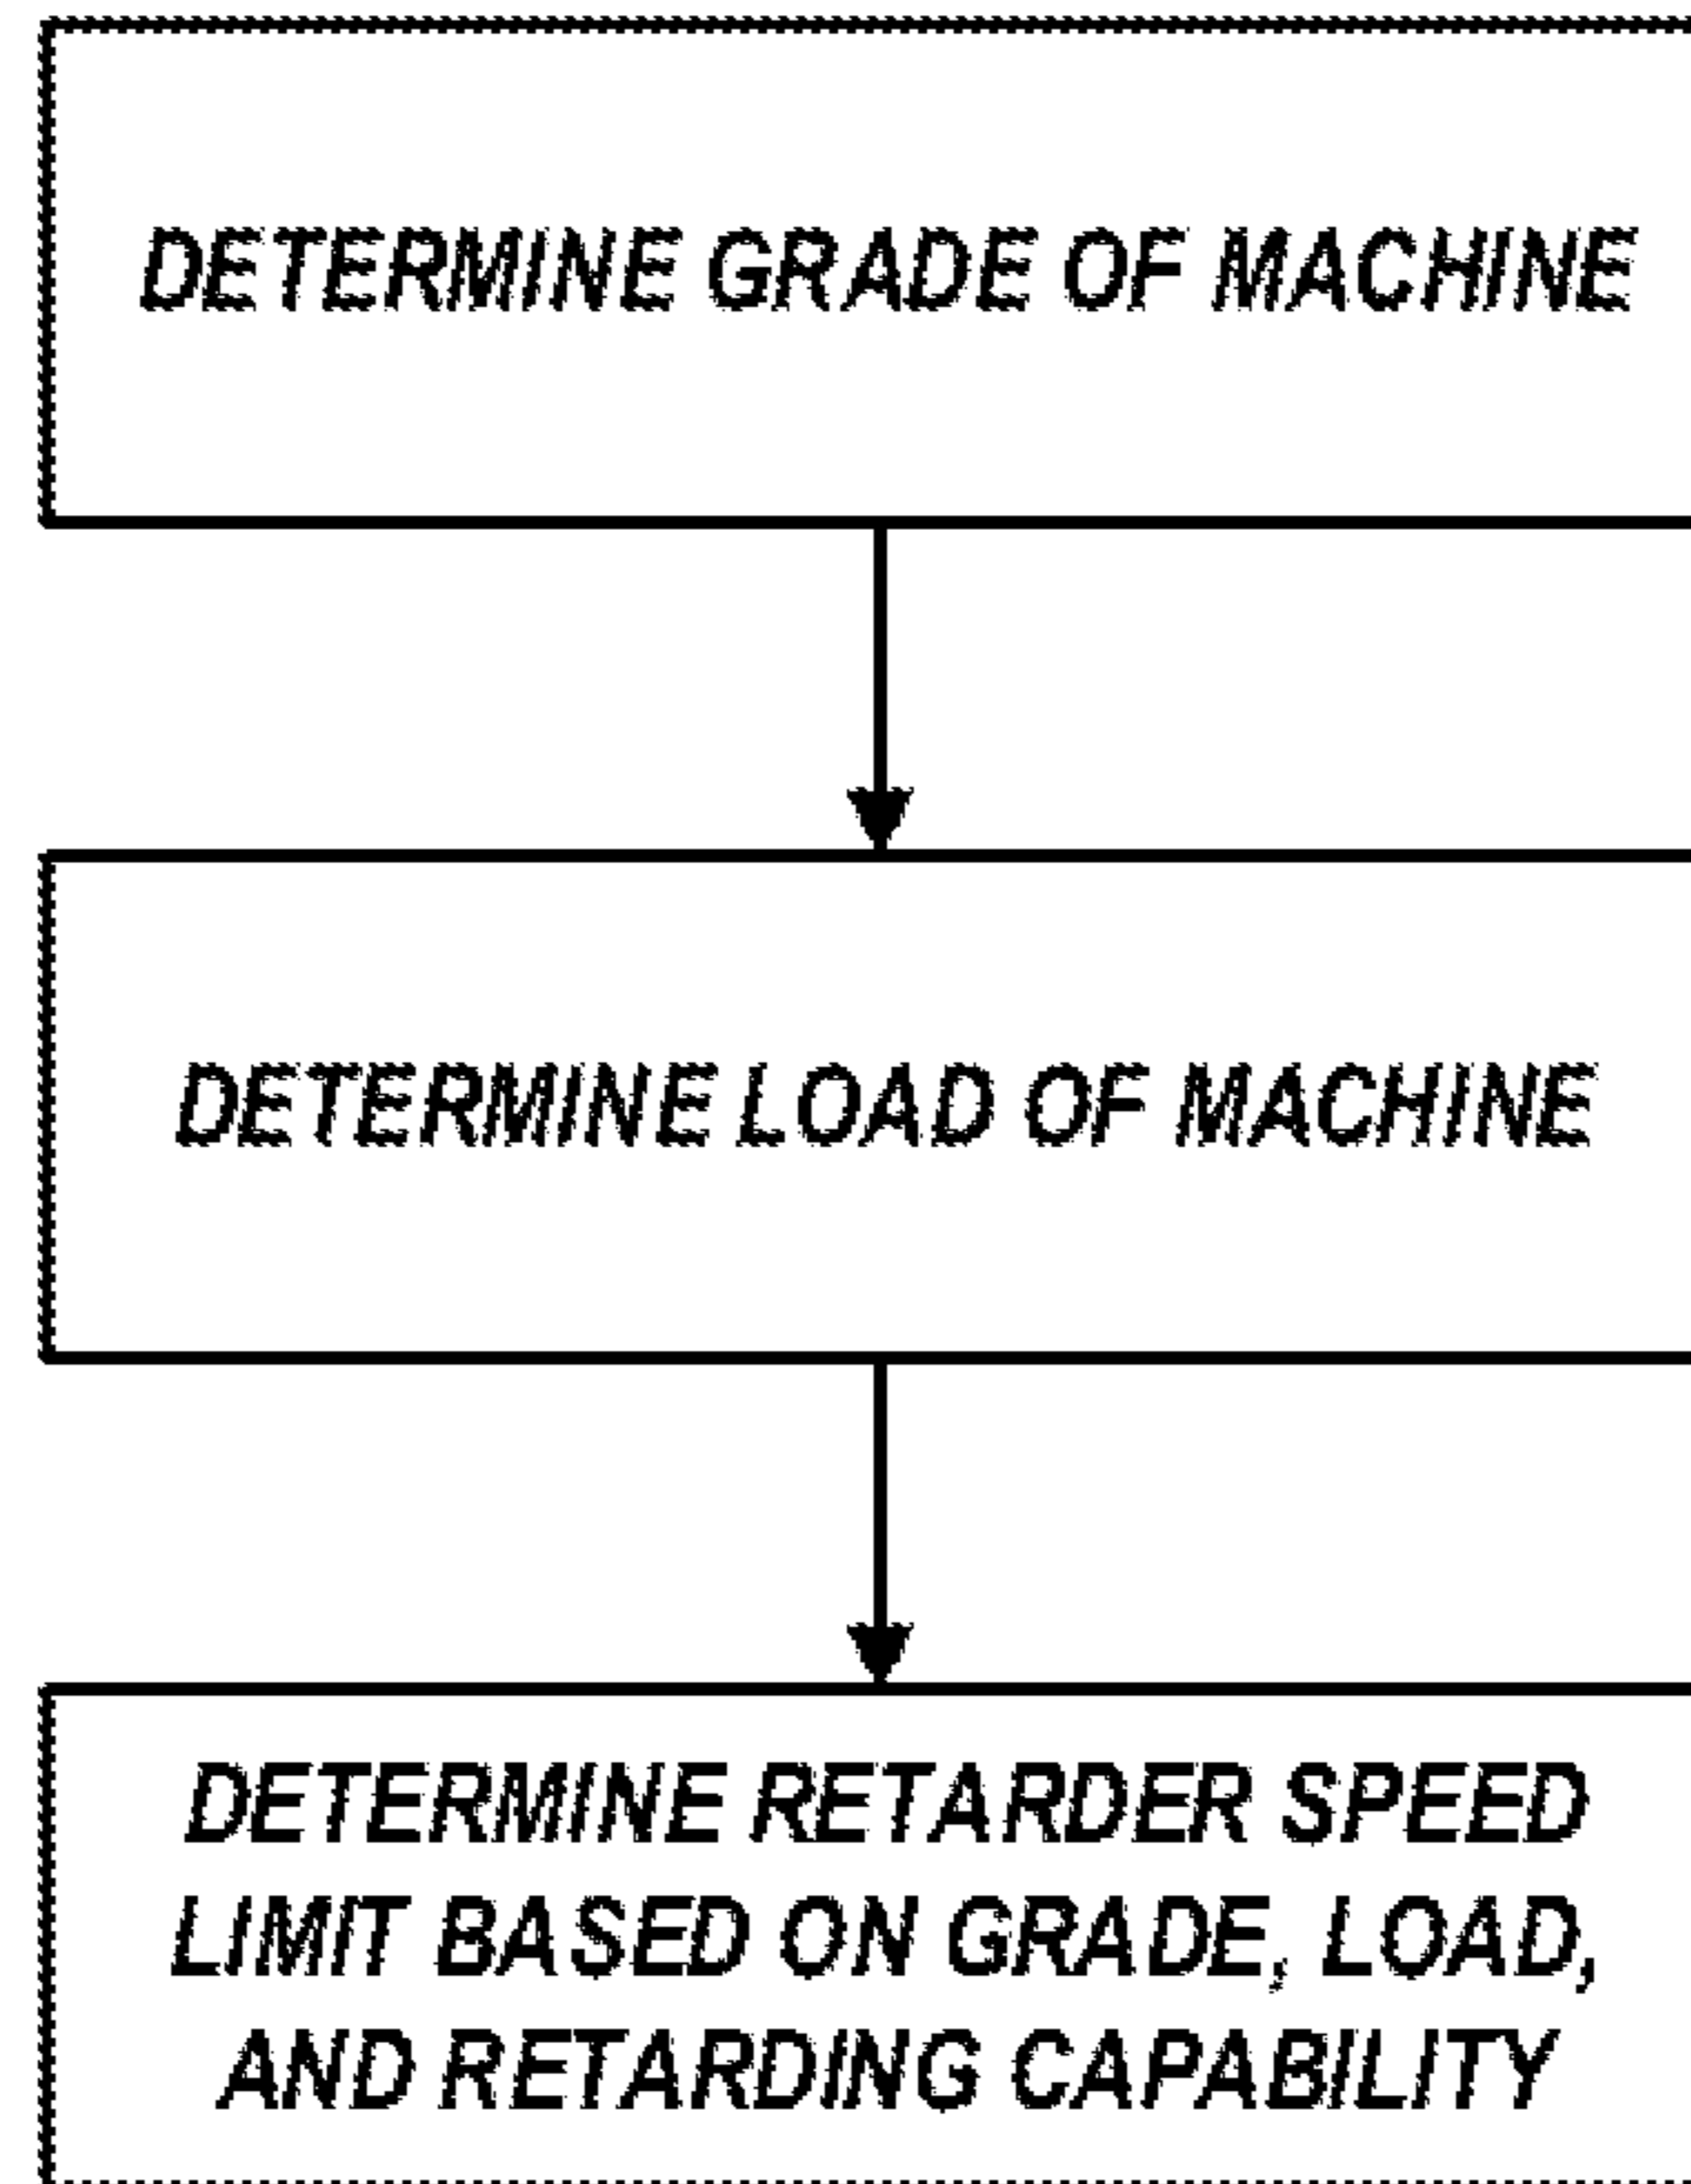 DETERMINE GRADE OF MACHINE
DETERMINE LOAD OF MACHINE
DETERMINE RETARDER SPEED
LIMIT BASED ON GRADE, LOAD,
AND RETARDING CAPABILITY